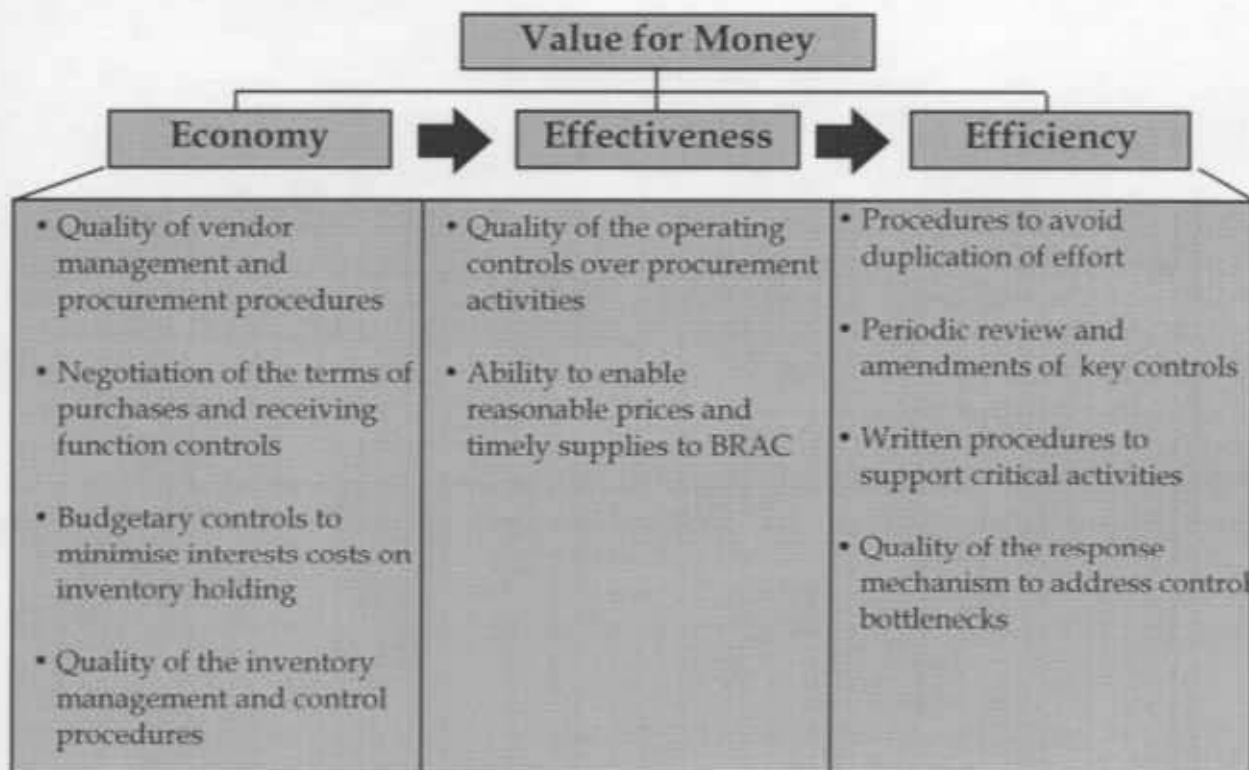 Value for Money
Economy
Effectiveness
Efficiency
• Quality of vendor
management and
procurement procedures
• Negotiation of the terms of
purchases and receiving
function controls
• Budgetary controls to
minimise interests costs on
inventory holding
• Quality of the inventory
management and control
procedures
• Quality of the operating
controls over procurement
activities
• Ability to enable
reasonable prices and
timely supplies to BRAC
• Procedures to avoid
duplication of effort
• Periodic review and
amendments of key controls
• Written procedures to
support critical activities
• Quality of the response
mechanism to address control
bottlenecks